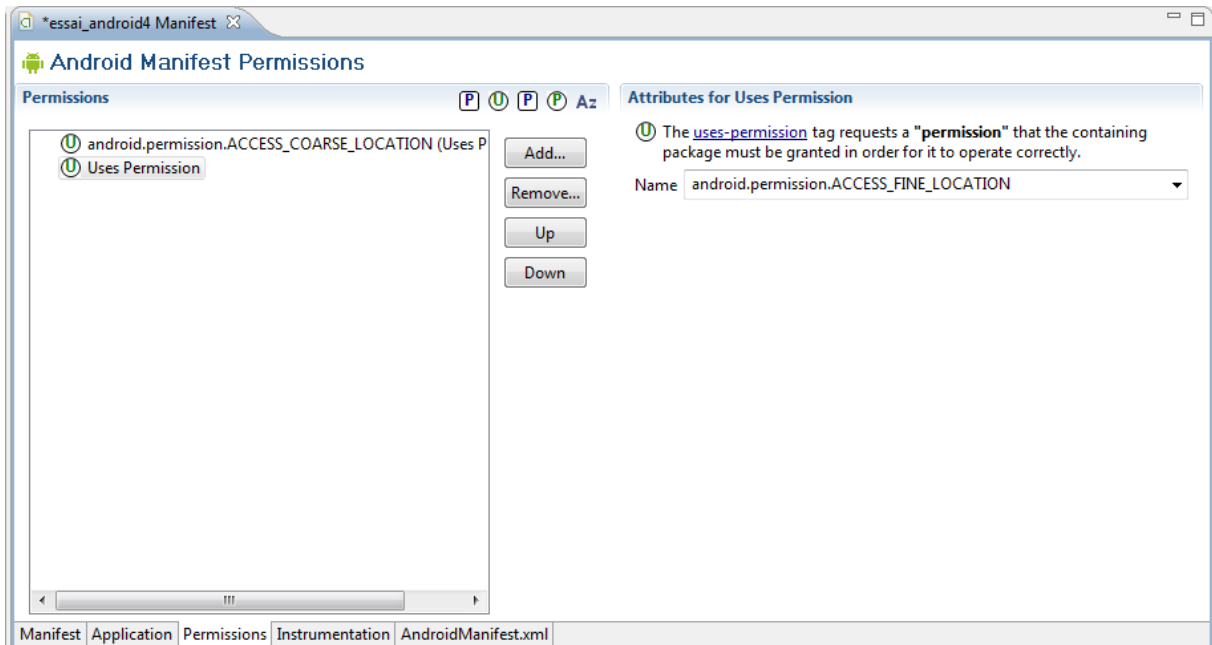 *essai_android4 Manifest
Android Manifest Permissions
Permissions
P U P P Az
U android.permission.ACCESS_COARSE_LOCATION (Uses P
U Uses Permission
Add...
Remove...
Up
Down
Attributes for Uses Permission
U The uses-permission tag requests a "permission" that the containing
package must be granted in order for it to operate correctly.
Name android.permission.ACCESS_FINE_LOCATION
Manifest Application Permissions Instrumentation AndroidManifest.xml